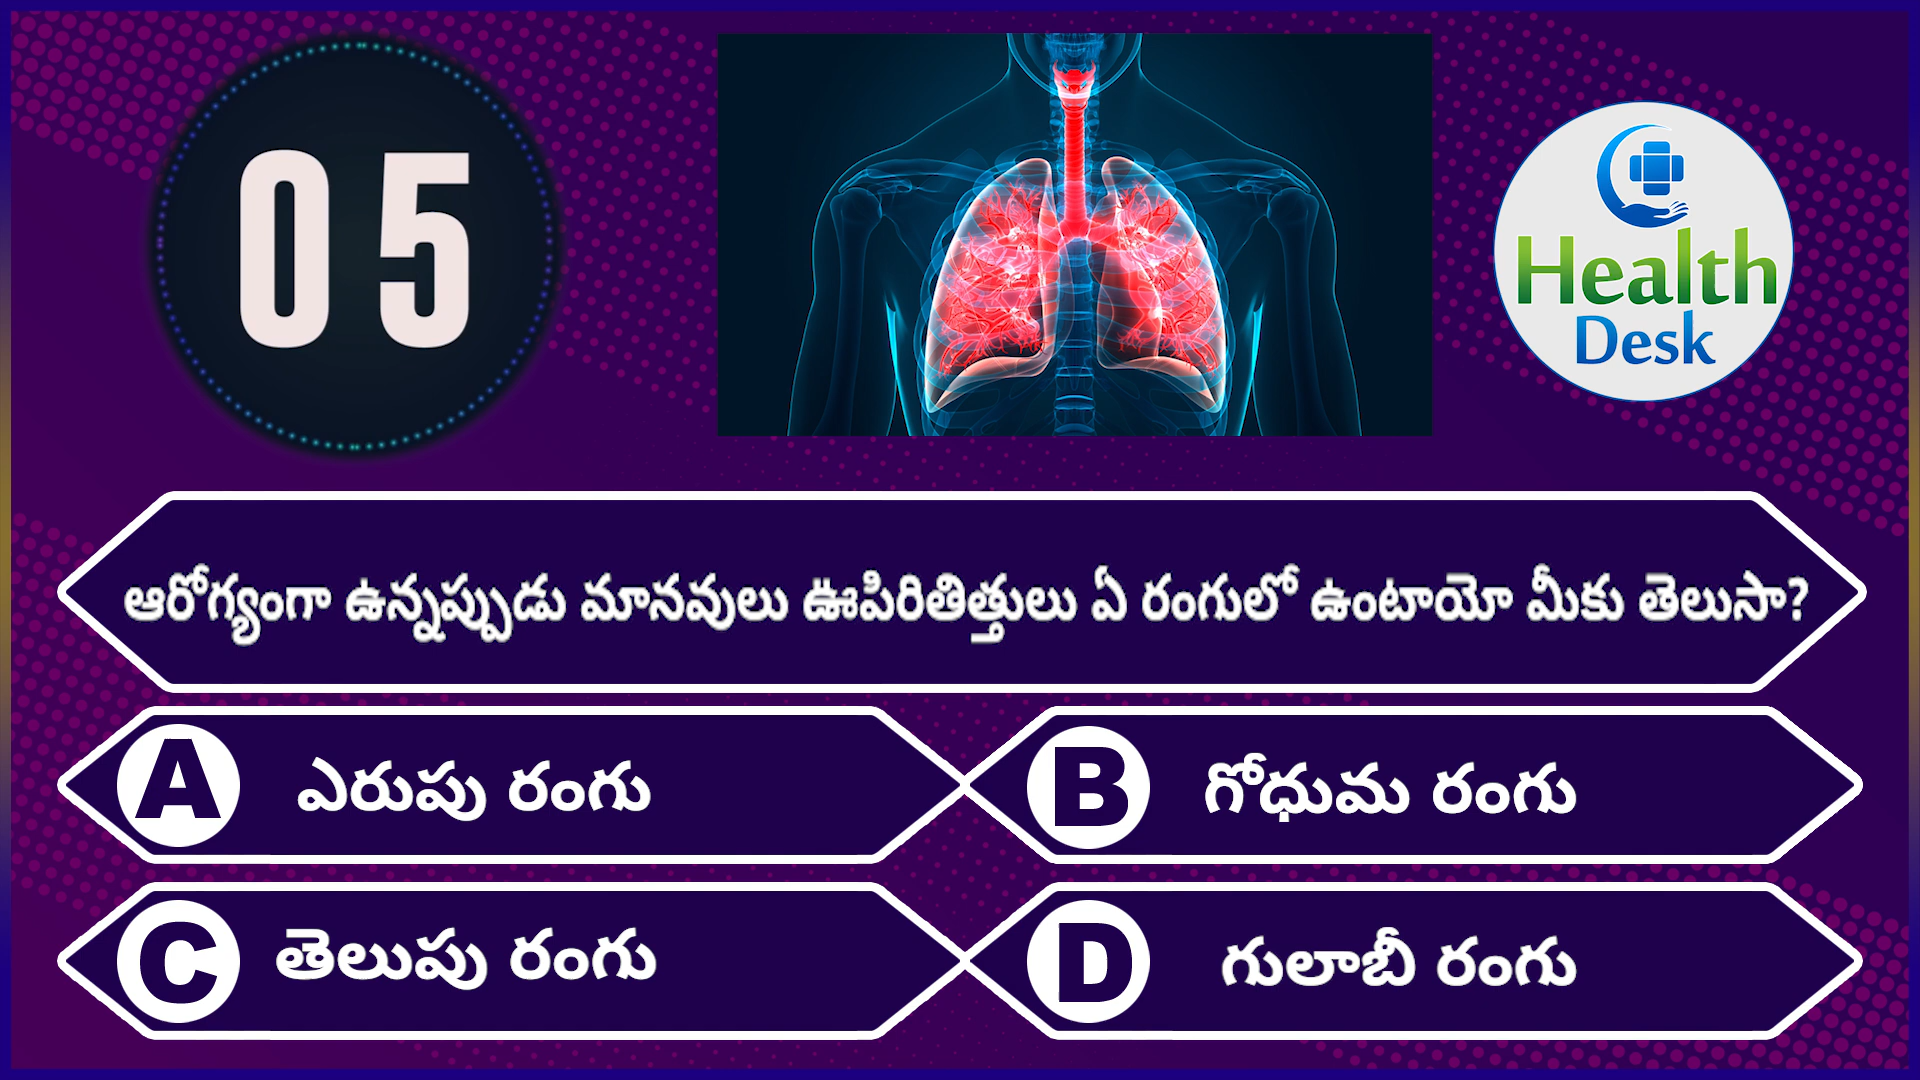 05
Health
Desk
ఆరోగ్యంగా ఉన్నప్పుడు మానవులు ఊపిరితిత్తులు ఏ రంగులో ఉంటాయో మీకు తెలుసా?
A ఎరుపు రంగు
B గోధుమ రంగు
C తెలుపు రంగు
D గులాబీ రంగు